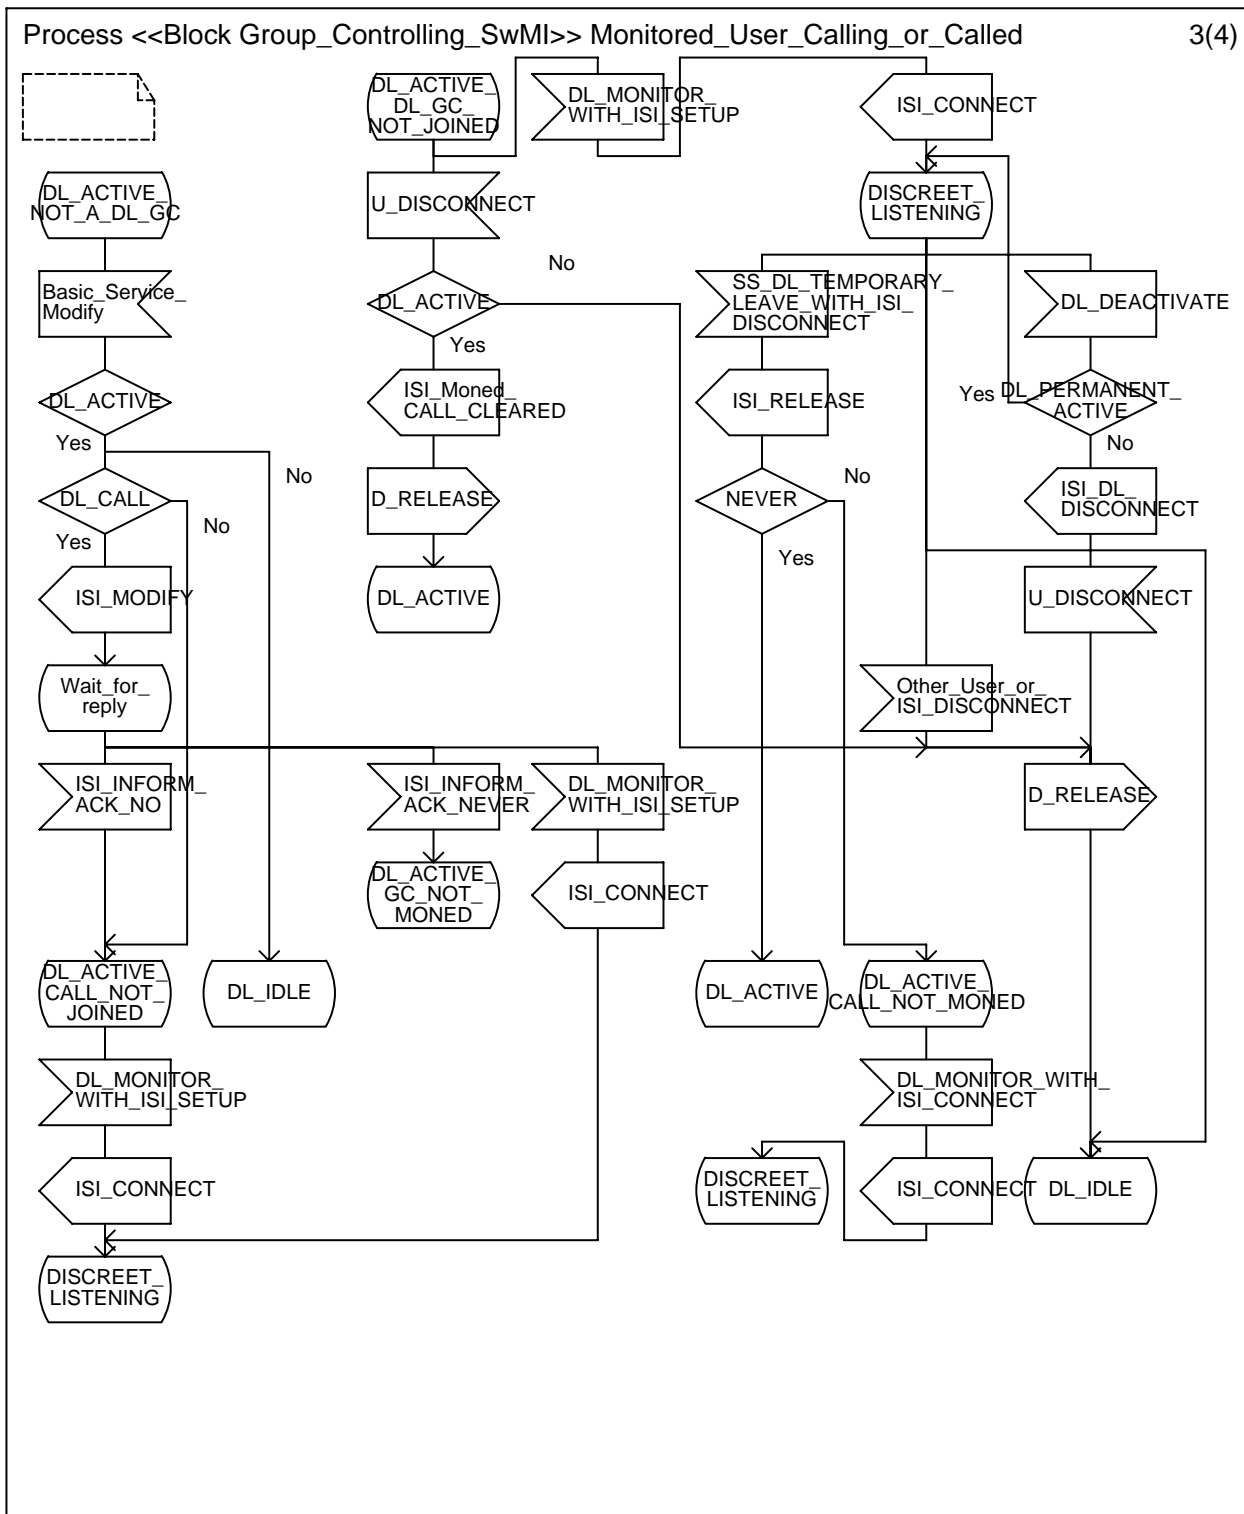 Process <<Block Group_Controlling_SwMI>> Monitored_User_Calling_or_Called 3(4)
DL_ACTIVE_
DL_GC_
NOT_JOINED
DL_MONITOR_
WITH_ISI_SETUP
ISI_CONNECT
DL_ACTIVE_
NOT_A_DL_GC
U_DISCONNECT
DISCREET_
LISTENING
Basic_Service_
Modify
DL_ACTIVE
No
Yes
SS_DL_TEMPORARY_
LEAVE_WITH_ISI_
DISCONNECT
DL_DEACTIVATE
DL_ACTIVE
Yes
No
ISI_Moned_
CALL_CLEARED
ISI_RELEASE
Yes
DL_PERMANENT_
ACTIVE
No
DL_CALL
No
Yes
D_RELEASE
NEVER
No
Yes
ISI_DL_
DISCONNECT
ISI_MODIFY
DL_ACTIVE
U_DISCONNECT
Wait_for_
reply
Other_User_or_
ISI_DISCONNECT
ISI_INFORM_
ACK_NO
ISI_INFORM_
ACK_NEVER
DL_MONITOR_
WITH_ISI_SETUP
D_RELEASE
DL_ACTIVE_
GC_NOT_
MONED
ISI_CONNECT
DL_ACTIVE_
CALL_NOT_
JOINED
DL_IDLE
DL_ACTIVE
DL_ACTIVE_
CALL_NOT_MONED
DL_MONITOR_
WITH_ISI_SETUP
DL_MONITOR_WITH_
ISI_CONNECT
ISI_CONNECT
DISCREET_
LISTENING
ISI_CONNECT
DL_IDLE
DISCREET_
LISTENING